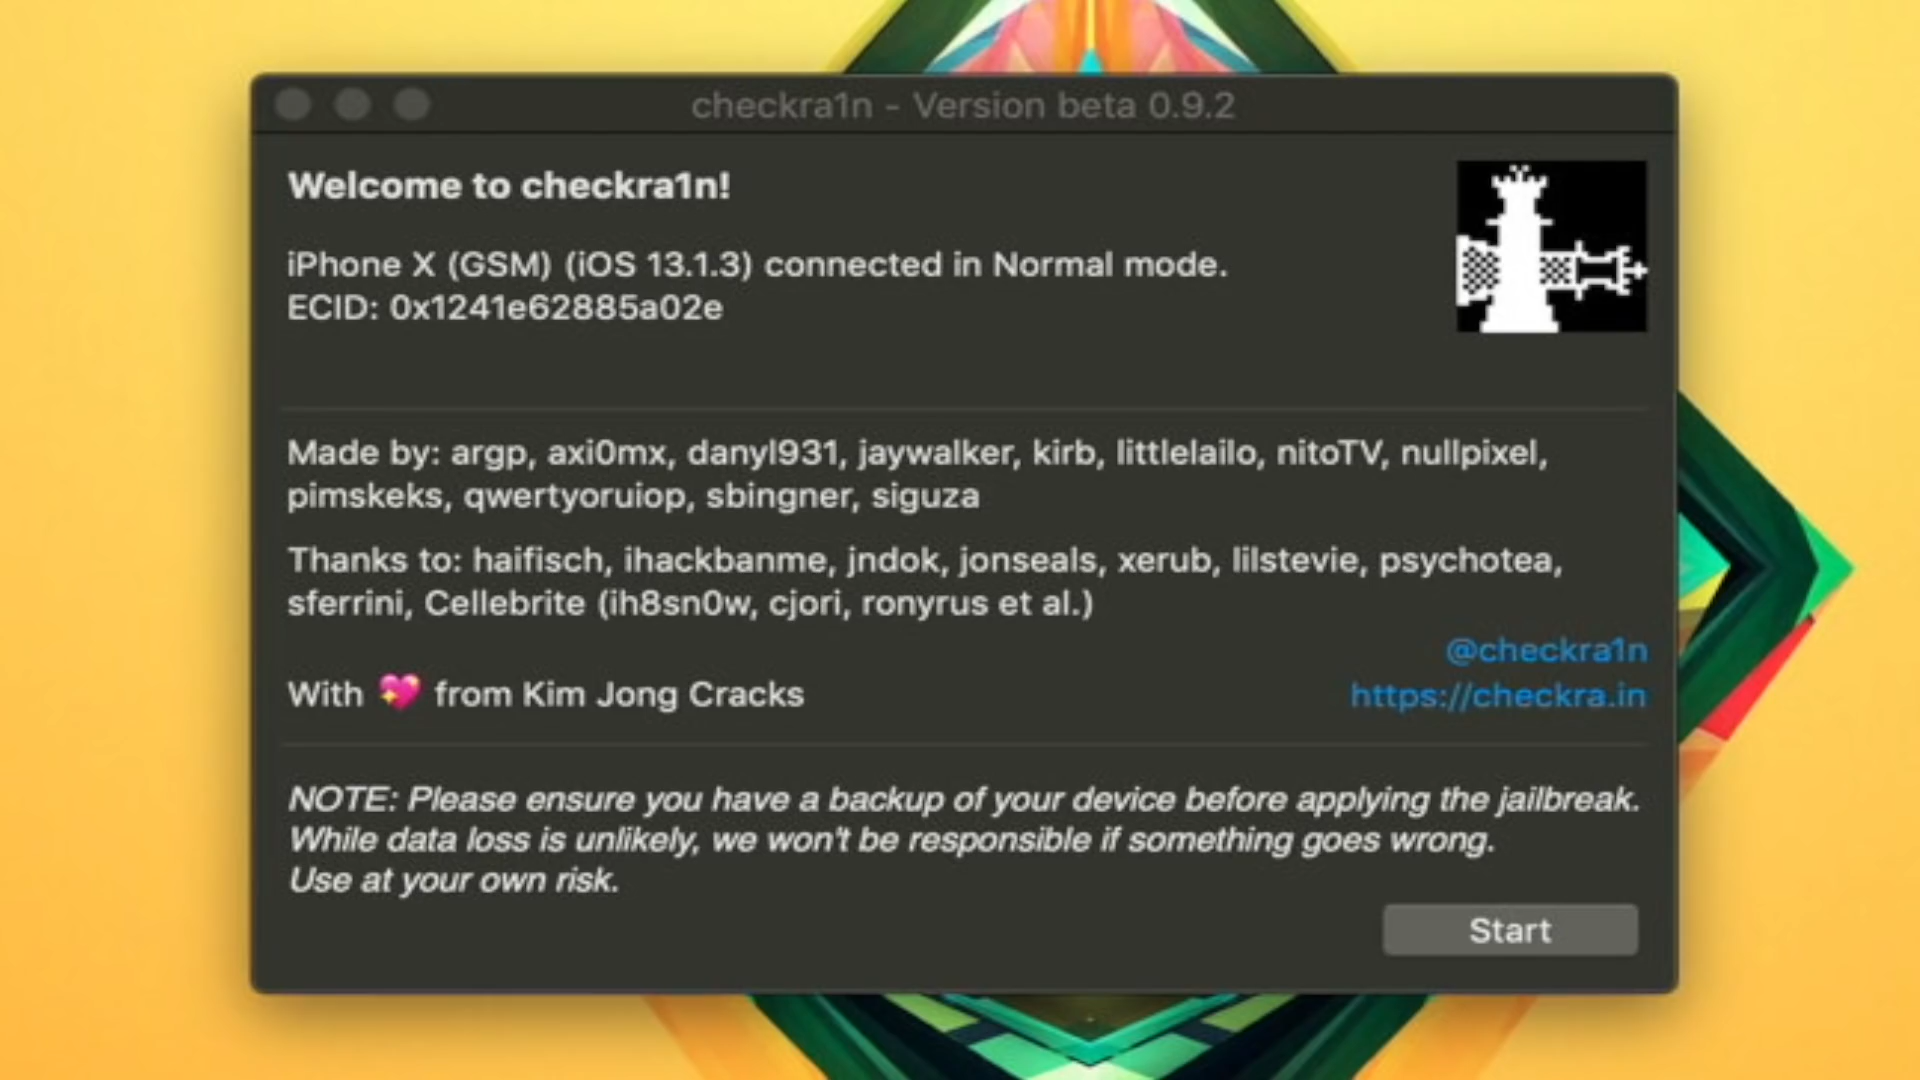 checkra1n - Version beta 0.9.2
Welcome to checkra1n!
iPhone X (GSM) (iOS 13.1.3) connected in Normal mode.
ECID: 0x1241e62885a02e
Made by: argp, axi0mx, danyl931, jaywalker, kirb, littlelailo, nitoTV, nullpixel,
pimskeks, qwertyoruiop, sbingner, siguza
Thanks to: haifisch, ihackbanme, jndok, jonseals, xerub, lilstevie, psychotea,
sferrini, Cellebrite (ih8sn0w, cjori, ronyrus et al.)
@checkra1n
With 💖 from Kim Jong Cracks
https://checkra.in
NOTE: Please ensure you have a backup of your device before applying the jailbreak.
While data loss is unlikely, we won't be responsible if something goes wrong.
Use at your own risk.
Start